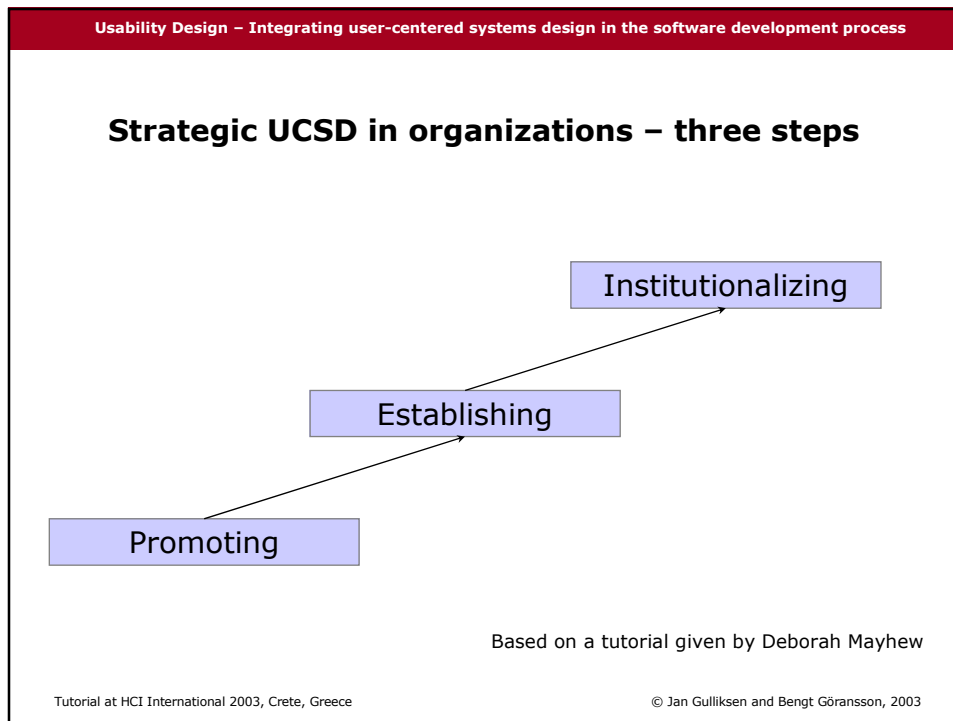 Usability Design – Integrating user-centered systems design in the software development process
Strategic UCSD in organizations – three steps
Institutionalizing
Establishing
Promoting
Based on a tutorial given by Deborah Mayhew
Tutorial at HCI International 2003, Crete, Greece
© Jan Gulliksen and Bengt Göransson, 2003